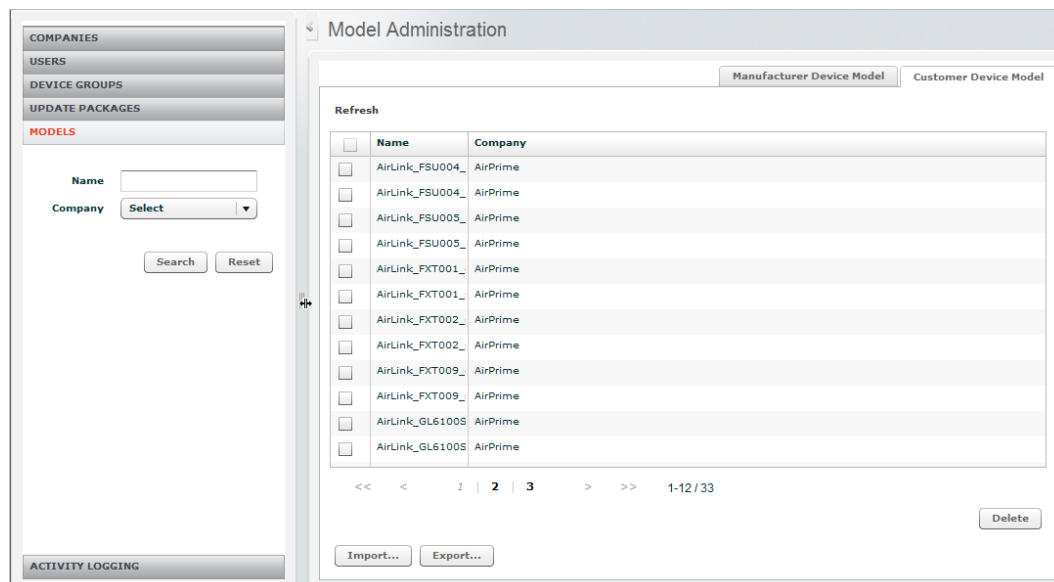 COMPANIES
USERS
DEVICE GROUPS
UPDATE PACKAGES
MODELS
Name
Company Select
Search Reset
ACTIVITY LOGGING
Model Administration
Manufacturer Device Model Customer Device Model
Refresh
Name Company
AirLink_FSU004_ AirPrime
AirLink_FSU004_ AirPrime
AirLink_FSU005_ AirPrime
AirLink_FSU005_ AirPrime
AirLink_FXT001_ AirPrime
AirLink_FXT001_ AirPrime
AirLink_FXT002_ AirPrime
AirLink_FXT002_ AirPrime
AirLink_FXT009_ AirPrime
AirLink_FXT009_ AirPrime
AirLink_GL6100S AirPrime
AirLink_GL6100S AirPrime
<< < 1 | 2 | 3 > >> 1-12 / 33
Delete
Import... Export...